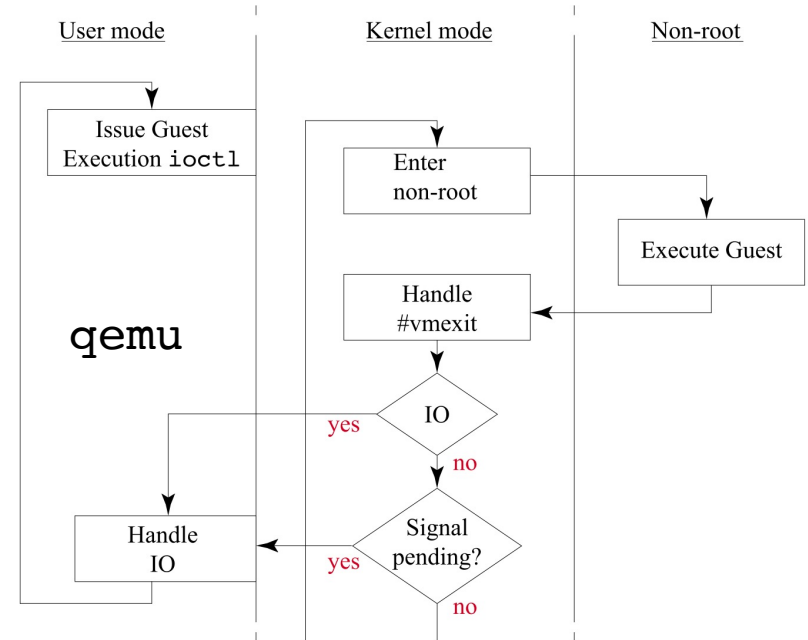 User mode
Kernel mode
Non-root
Issue Guest
Execution ioctl
Enter
non-root
Execute Guest
Handle
#vmexit
qemu
IO
yes
no
Handle
IO
Signal
pending?
yes
no